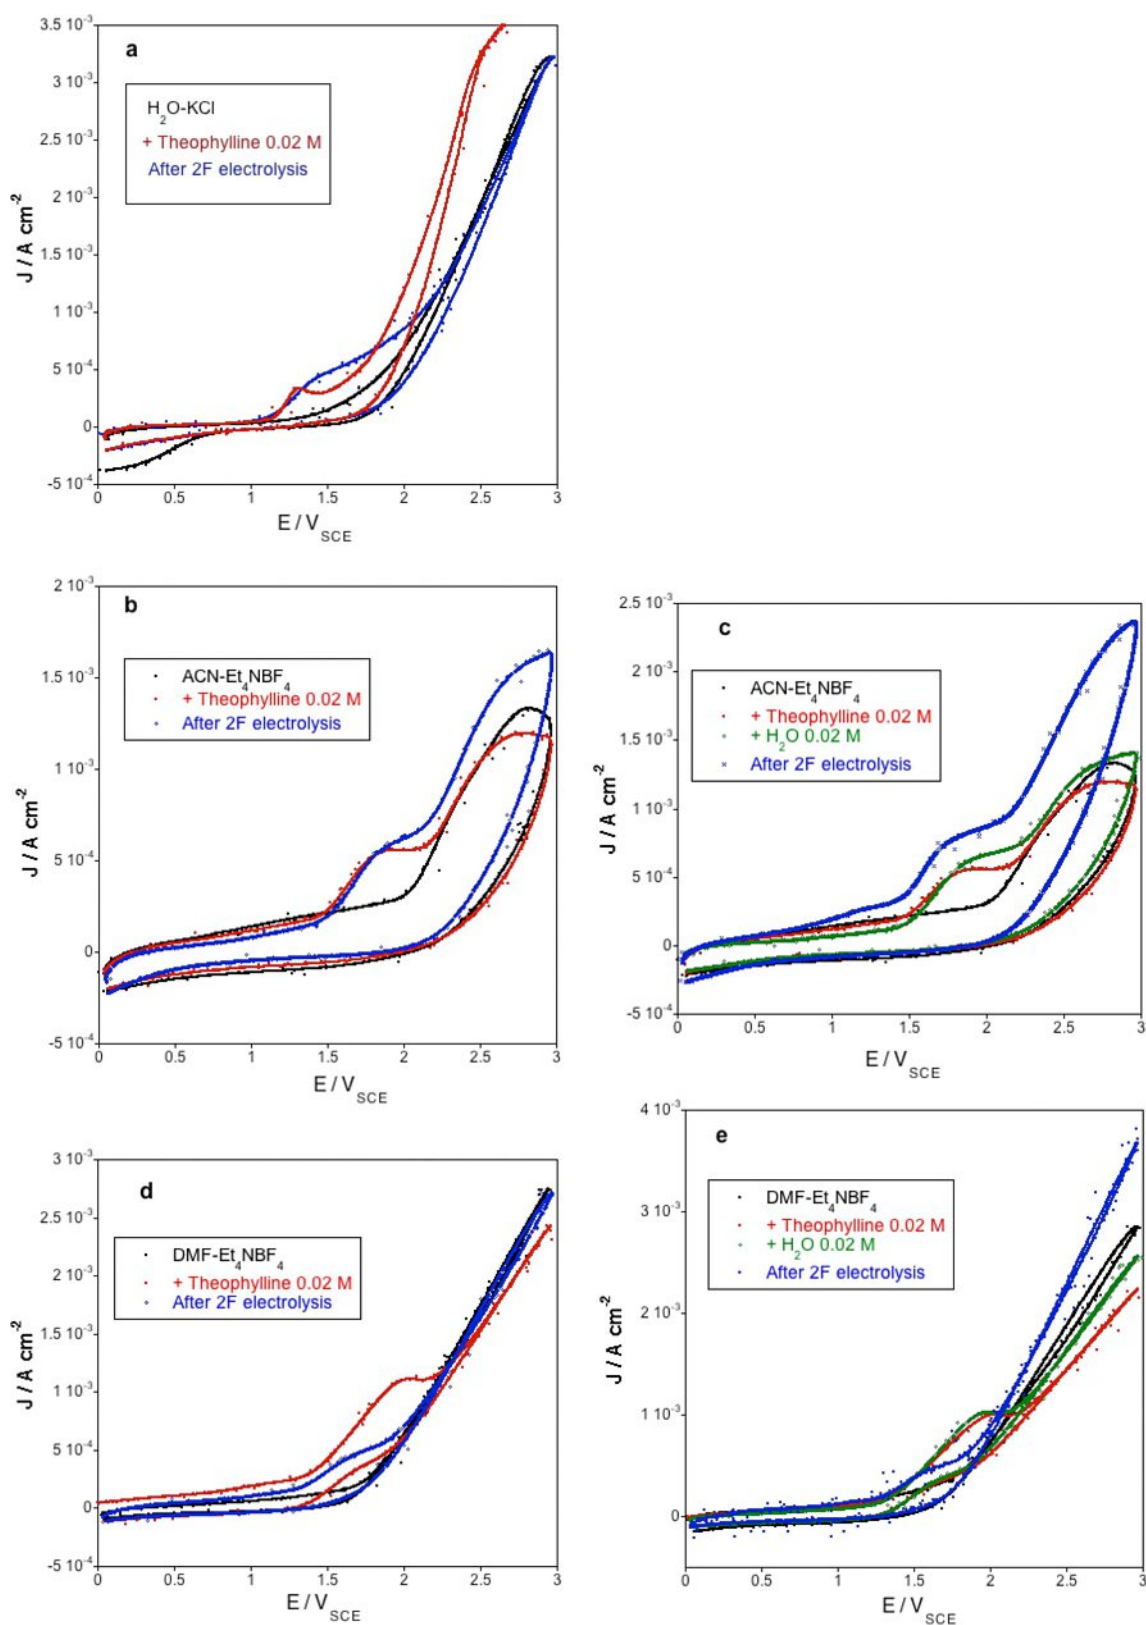 a
3.5 10⁻³
3 10⁻³
2.5 10⁻³
2 10⁻³
1.5 10⁻³
1 10⁻³
5 10⁻⁴
0
-5 10⁻⁴
J / A cm⁻²
H₂O-KCl
+ Theophylline 0.02 M
After 2F electrolysis
0 0.5 1 1.5 2 2.5 3
E / V_SCE
b
2 10⁻³
1.5 10⁻³
1 10⁻³
5 10⁻⁴
0
-5 10⁻⁴
J / A cm⁻²
ACN-Et₄NBF₄
+ Theophylline 0.02 M
After 2F electrolysis
0 0.5 1 1.5 2 2.5 3
E / V_SCE
c
2.5 10⁻³
2 10⁻³
1.5 10⁻³
1 10⁻³
5 10⁻⁴
0
-5 10⁻⁴
J / A cm⁻²
ACN-Et₄NBF₄
+ Theophylline 0.02 M
+ H₂O 0.02 M
After 2F electrolysis
0 0.5 1 1.5 2 2.5 3
E / V_SCE
d
3 10⁻³
2.5 10⁻³
2 10⁻³
1.5 10⁻³
1 10⁻³
5 10⁻⁴
0
-5 10⁻⁴
J / A cm⁻²
DMF-Et₄NBF₄
+ Theophylline 0.02 M
After 2F electrolysis
0 0.5 1 1.5 2 2.5 3
E / V_SCE
e
4 10⁻³
3 10⁻³
2 10⁻³
1 10⁻³
0
J / A cm⁻²
DMF-Et₄NBF₄
+ Theophylline 0.02 M
+ H₂O 0.02 M
After 2F electrolysis
0 0.5 1 1.5 2 2.5 3
E / V_SCE